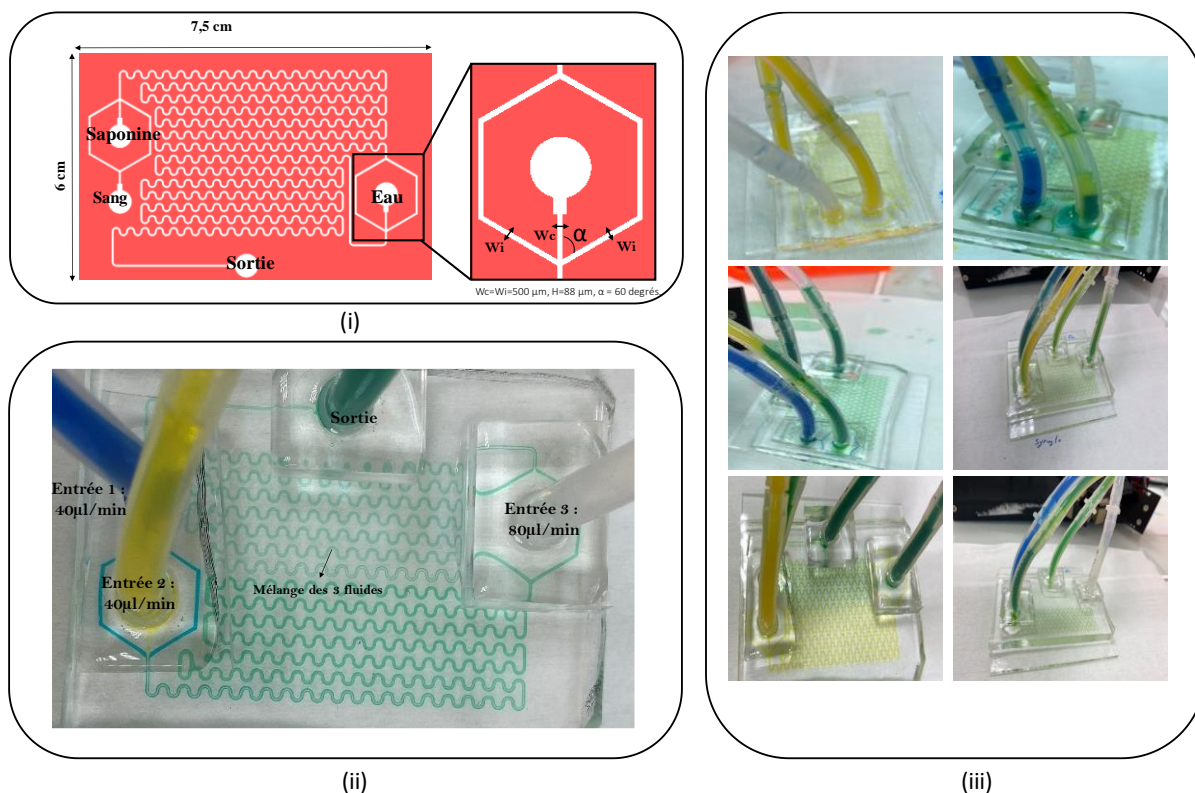 7,5 cm
6 cm
Saponine
Sang
Eau
Sortie
Wi
Wc
α
Wi
Wc=Wi=500 µm, H=88 µm, α = 60 degrés
(i)
Sortie
Entrée 1 :
40µl/min
Entrée 2 :
40µl/min
Entrée 3 :
80µl/min
Mélange des 3 fluides
(ii)
(iii)